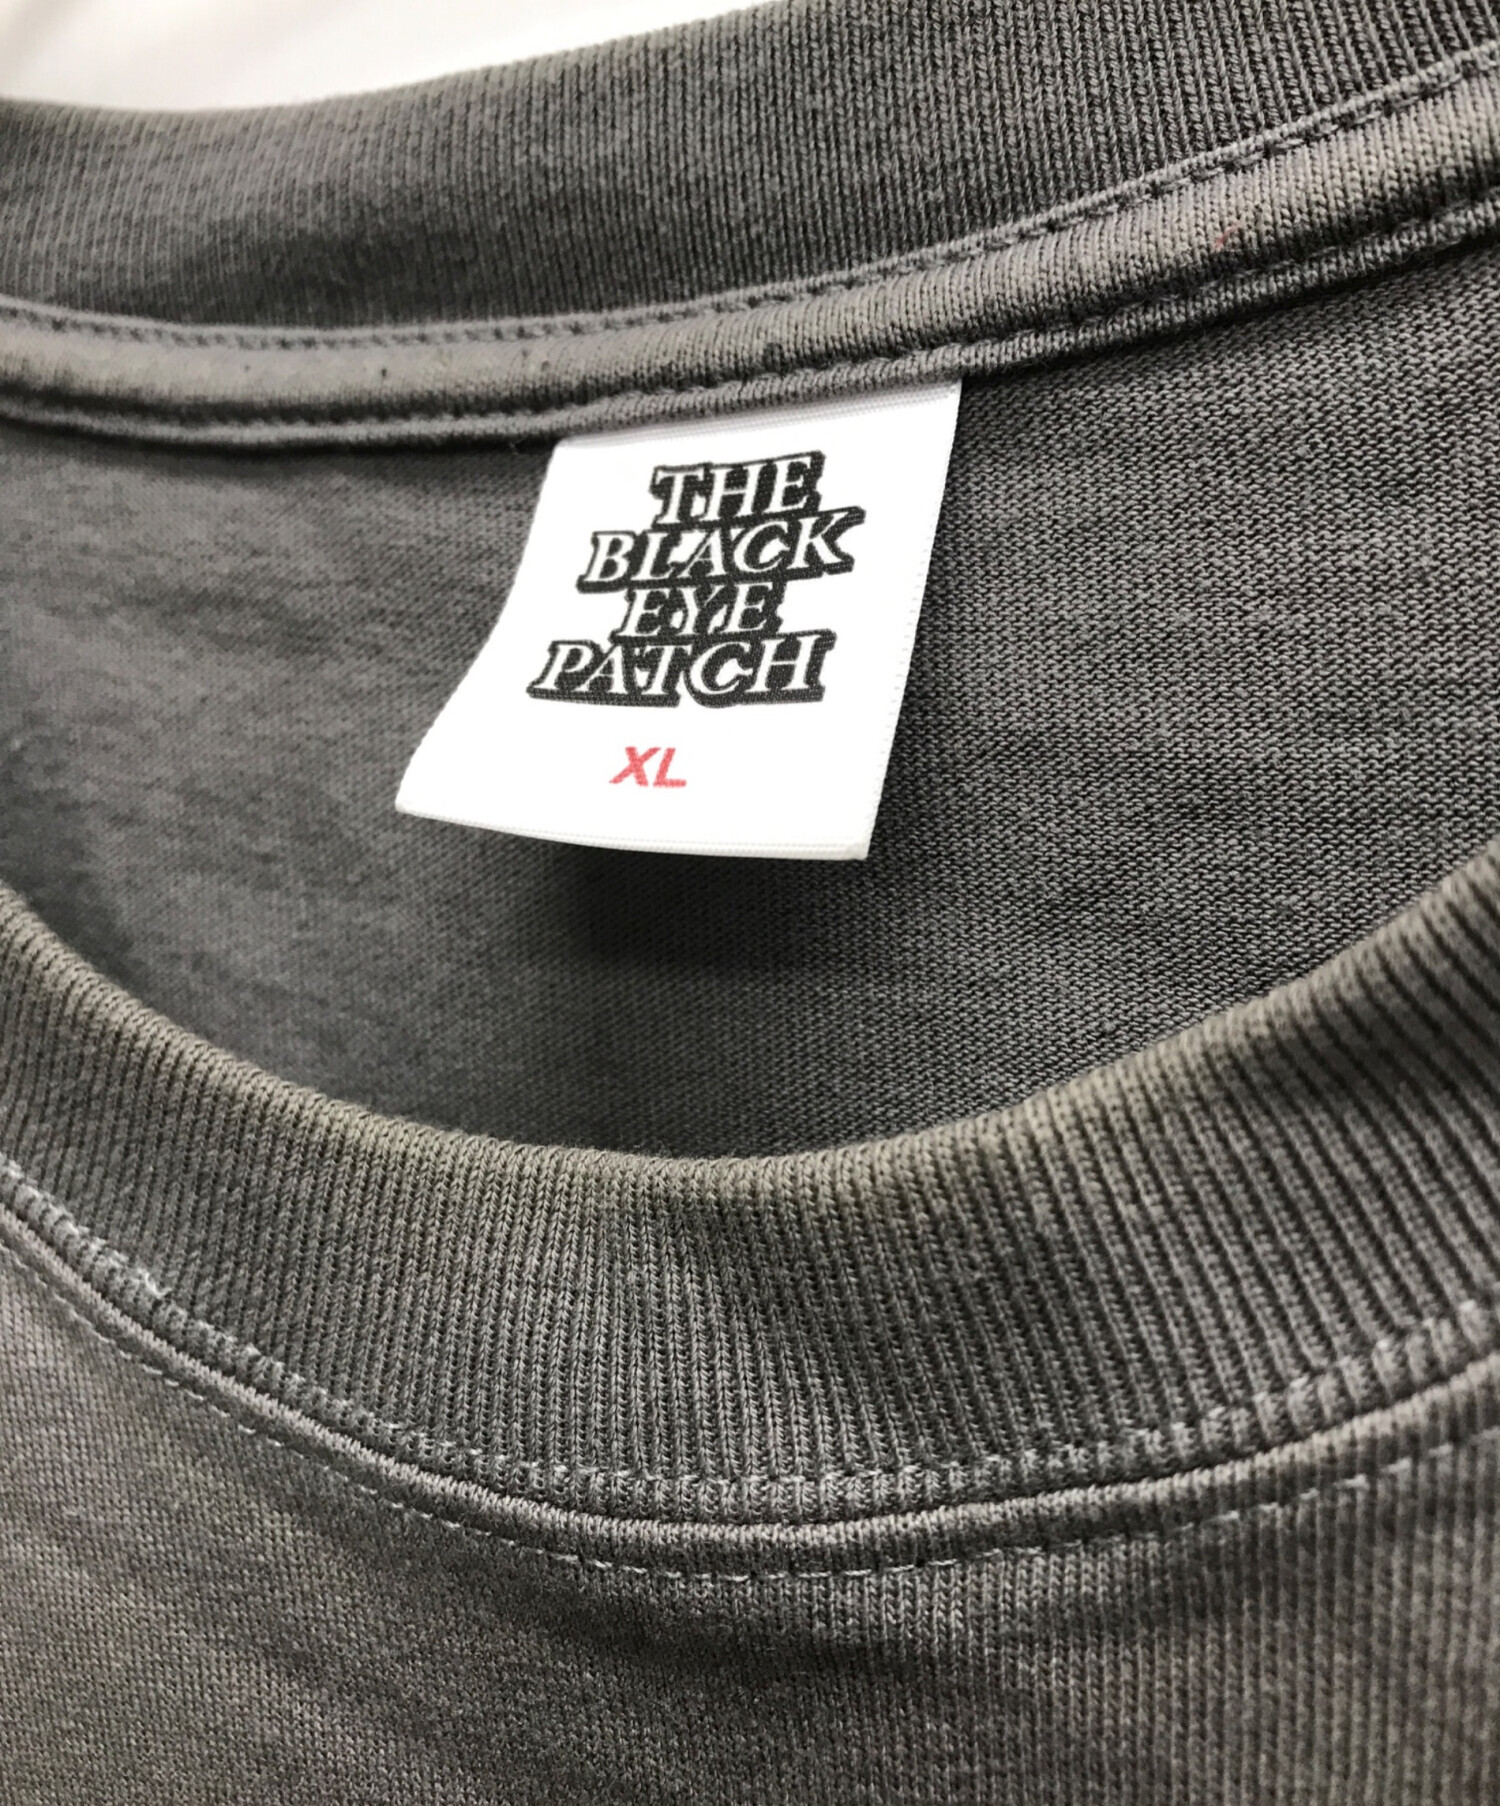 THE
BLACK
EYE
PATCH
XL